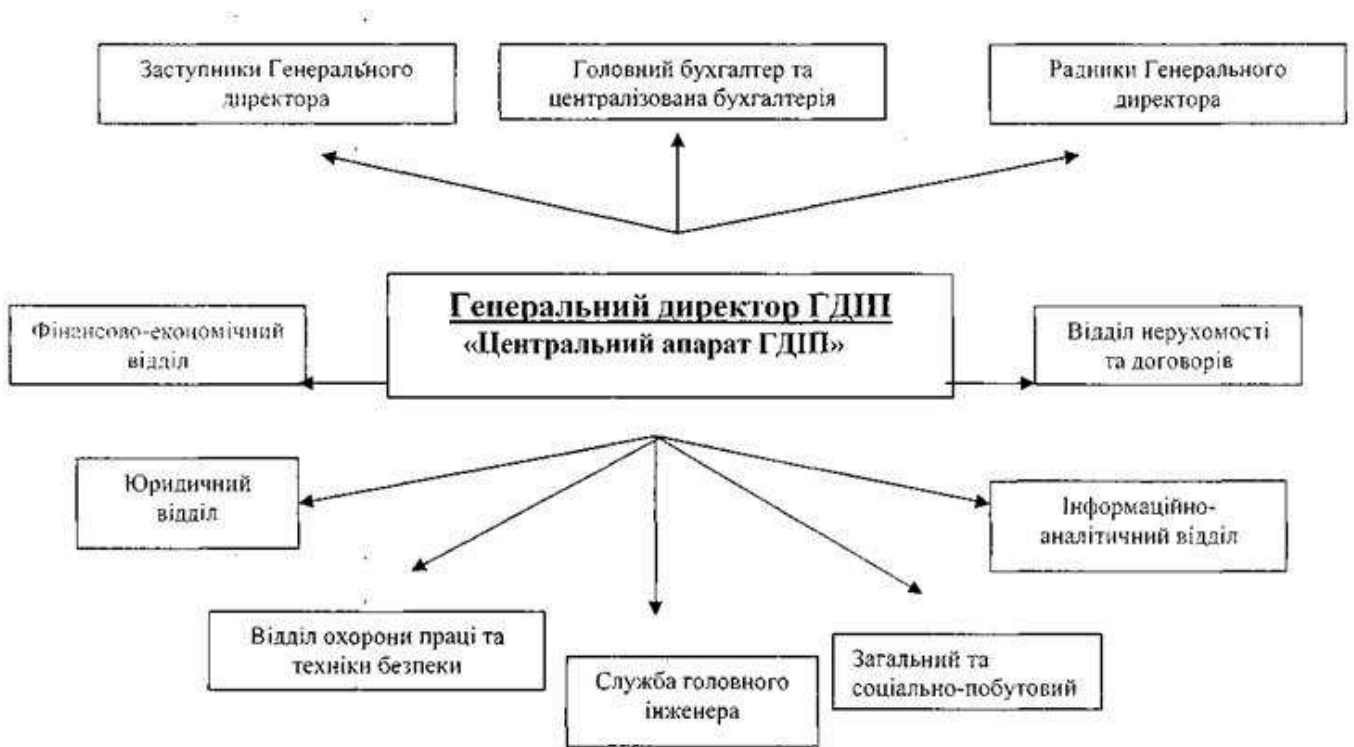 Заступники Генерального
директора
Головний бухгалтер та
централізована бухгалтерія
Радники Генерального
директора
Генеральний директор ГДІП
«Центральний апарат ГДІП»
Фінансово-економічний
відділ
Відділ нерухомості
та договорів
Юридичний
відділ
Інформаційно-
аналітичний відділ
Відділ охорони праці та
техніки безпеки
Служба головного
інженера
Загальний та
соціально-побутовий